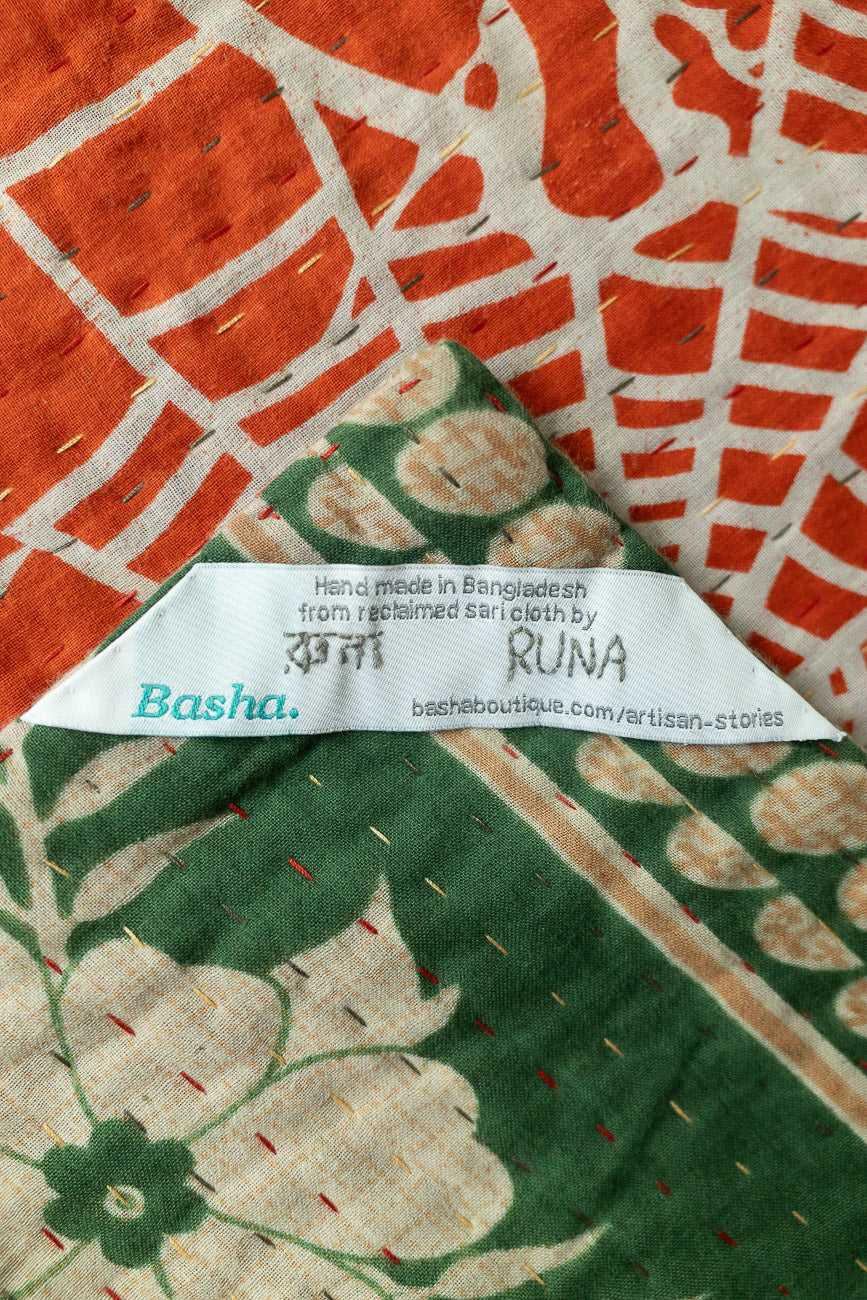 Hand made in Bangladesh
from reclaimed sari cloth by
রুনা RUNA
Basha. bashaboutique.com/artisan-stories